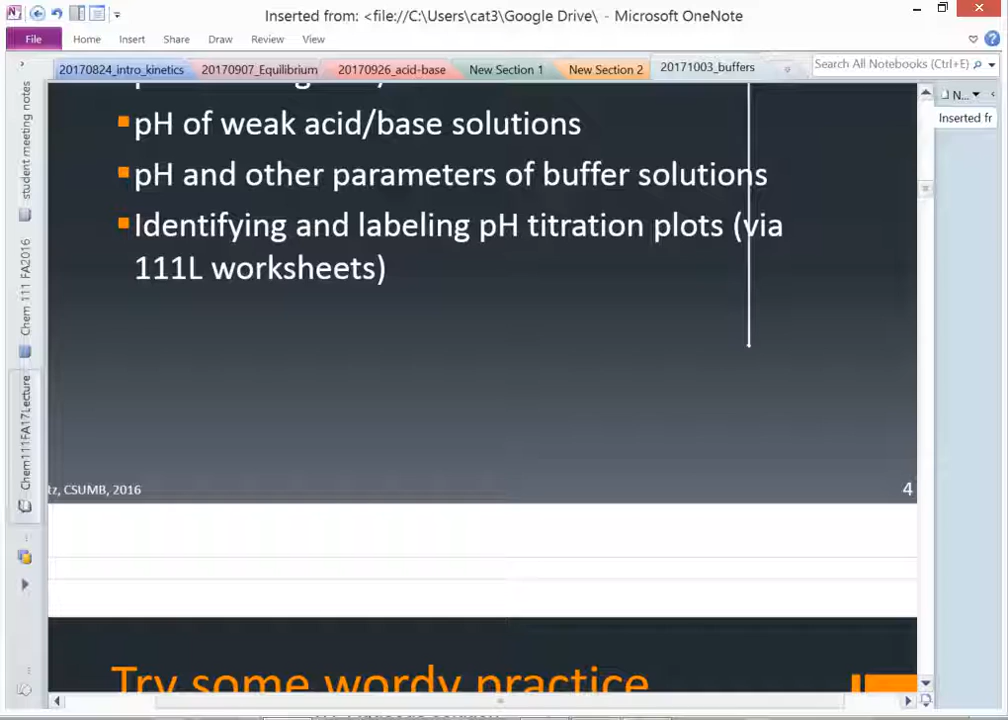 Inserted from: <file://C:\Users\cat3\Google Drive\ - Microsoft OneNote
File Home Insert Share Draw Review View
20170824_intro_kinetics 20170907_Equilibrium 20170926_acid-base New Section 1 New Section 2 20171003_buffers Search All Notebooks (Ctrl+E)
N...
Inserted fr
student meeting notes
Chem 111 FA2016
Chem111FA17Lecture
pH of weak acid/base solutions
pH and other parameters of buffer solutions
Identifying and labeling pH titration plots (via
111L worksheets)
tz, CSUMB, 2016
4
Try some wordy practice